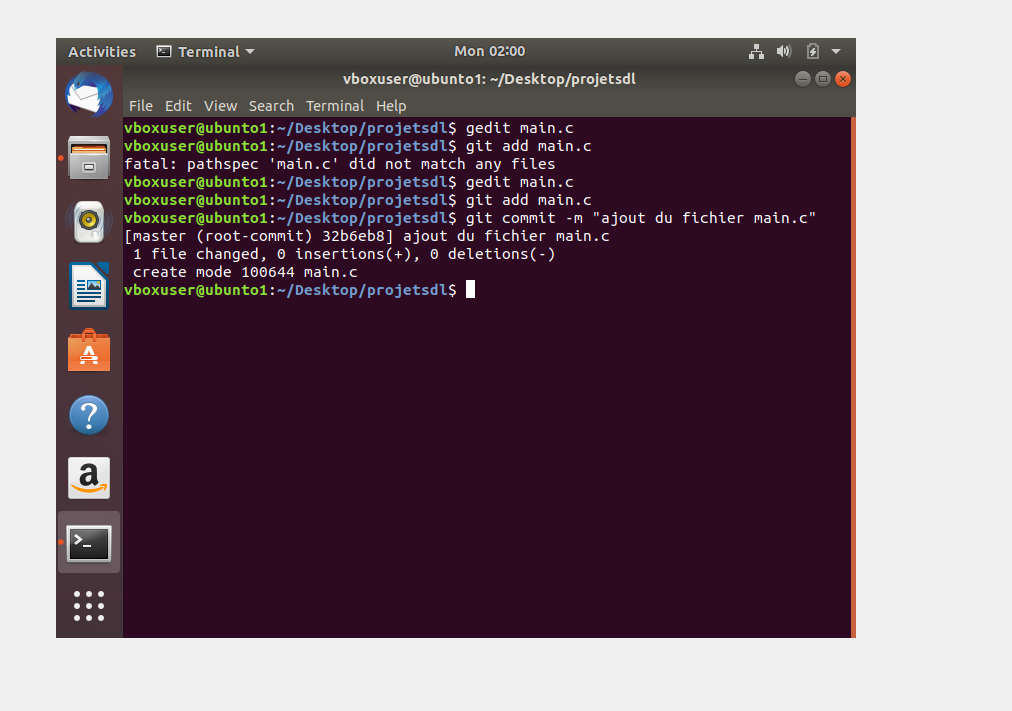 Activities Terminal Mon 02:00
vboxuser@ubunto1: ~/Desktop/projetsdl
File Edit View Search Terminal Help
vboxuser@ubunto1:~/Desktop/projetsdl$ gedit main.c
vboxuser@ubunto1:~/Desktop/projetsdl$ git add main.c
fatal: pathspec 'main.c' did not match any files
vboxuser@ubunto1:~/Desktop/projetsdl$ gedit main.c
vboxuser@ubunto1:~/Desktop/projetsdl$ git add main.c
vboxuser@ubunto1:~/Desktop/projetsdl$ git commit -m "ajout du fichier main.c"
[master (root-commit) 32b6eb8] ajout du fichier main.c
 1 file changed, 0 insertions(+), 0 deletions(-)
 create mode 100644 main.c
vboxuser@ubunto1:~/Desktop/projetsdl$